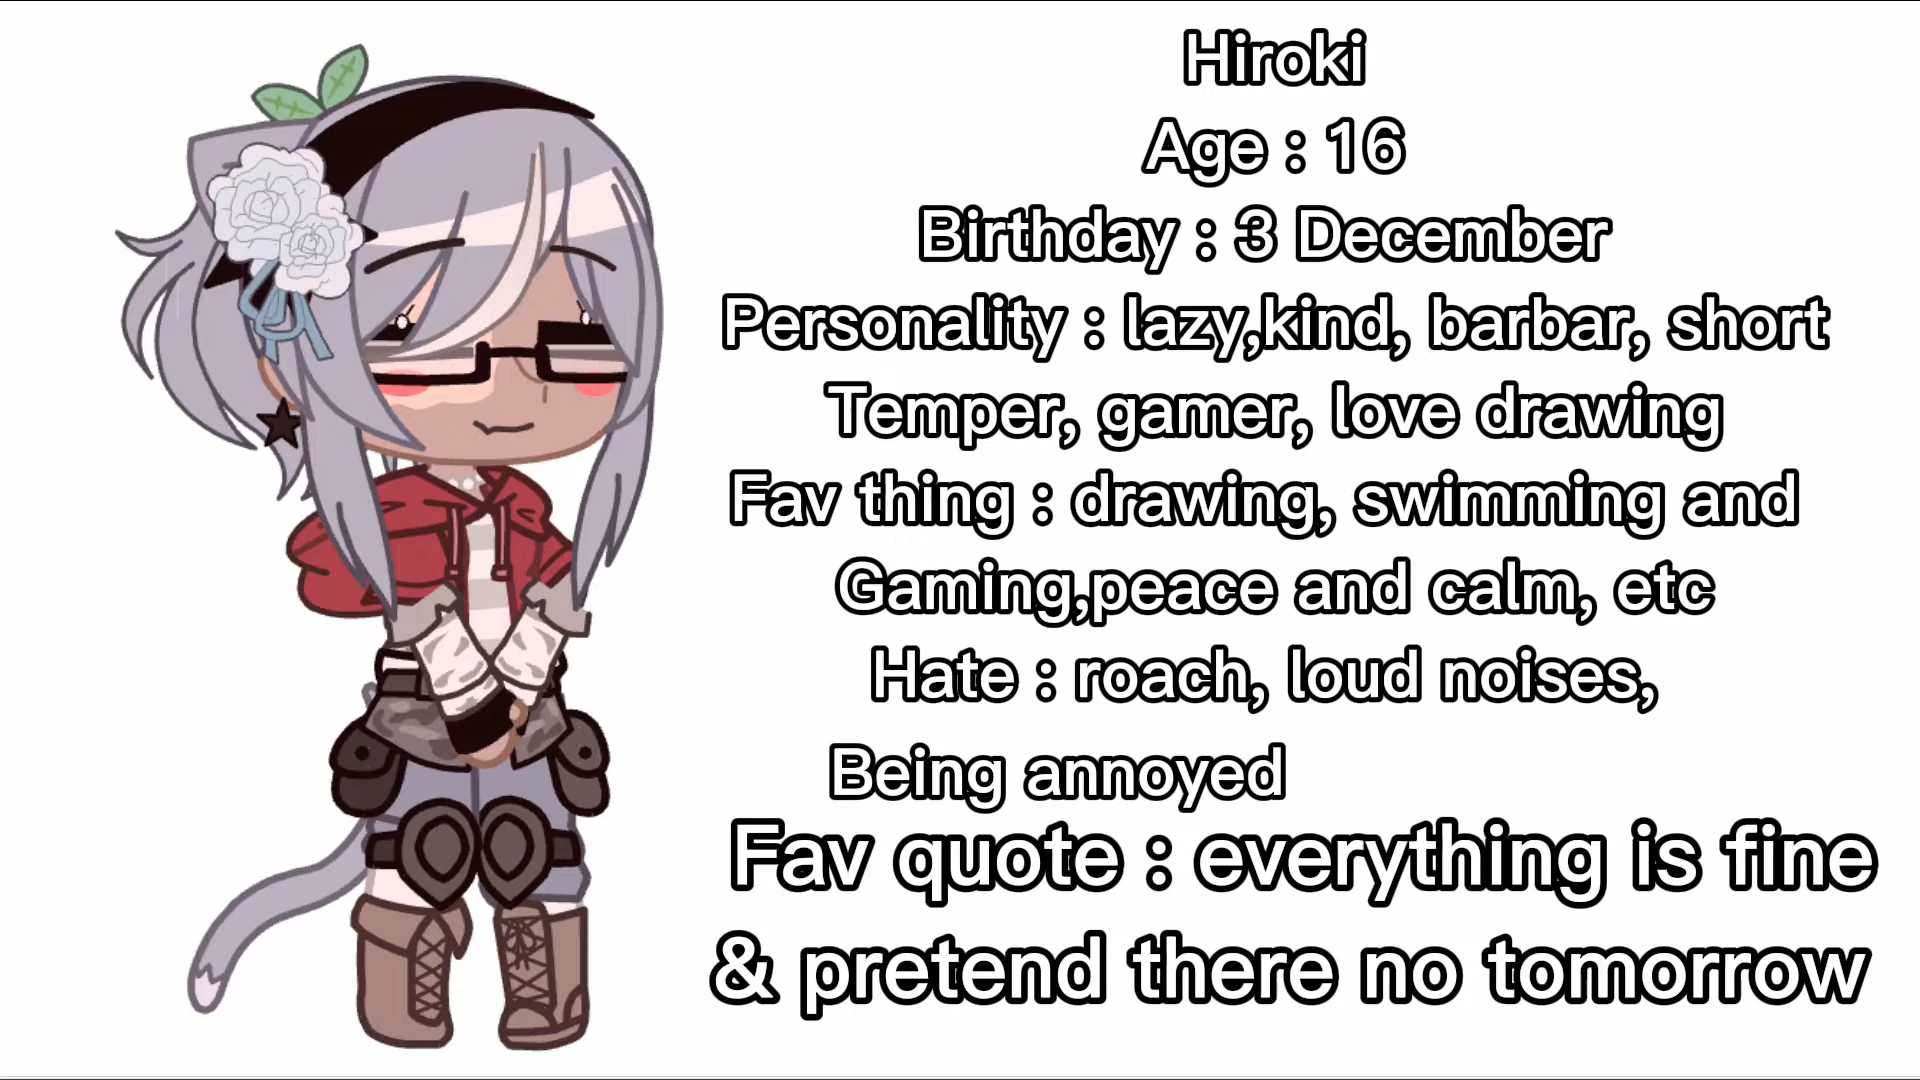 Hiroki
Age : 16
Birthday : 3 December
Personality : lazy,kind, barbar, short
Temper, gamer, love drawing
Fav thing : drawing, swimming and
Gaming,peace and calm, etc
Hate : roach, loud noises,
Being annoyed
Fav quote : everything is fine
& pretend there no tomorrow